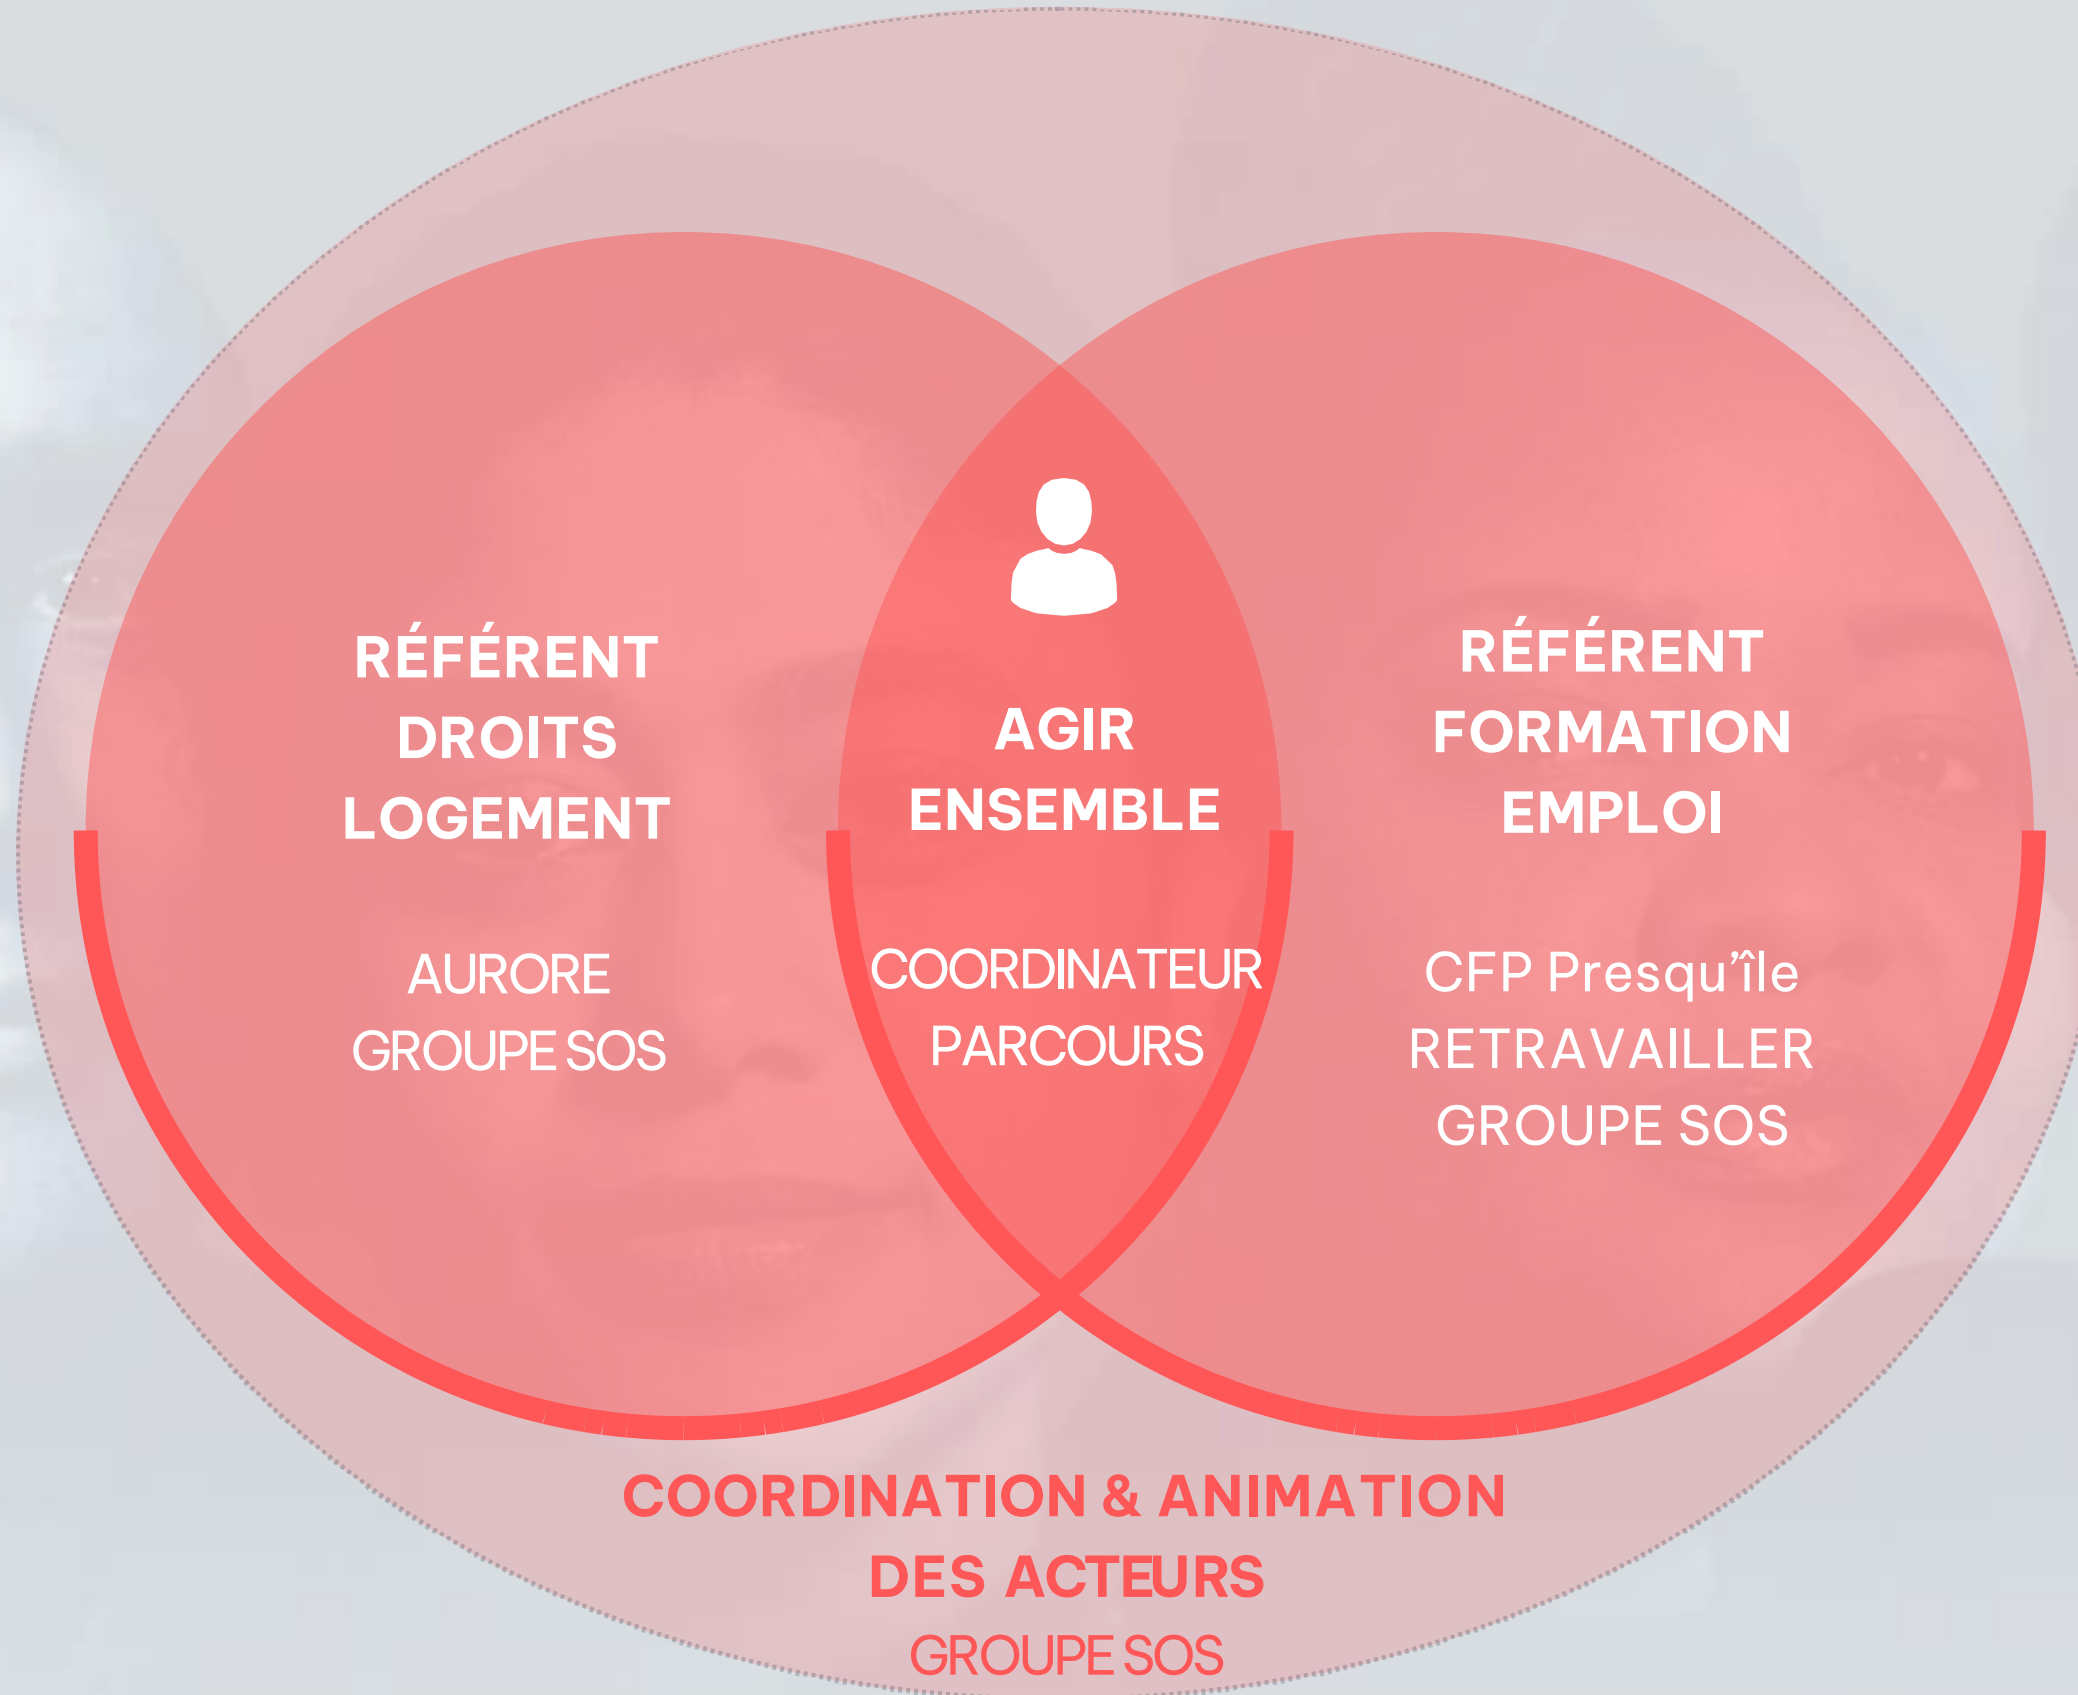 RÉFÉRENT
DROITS
LOGEMENT
AURORE
GROUPE SOS
AGIR
ENSEMBLE
COORDINATEUR
PARCOURS
RÉFÉRENT
FORMATION
EMPLOI
CFP Presqu'île
RETRAVAILLER
GROUPE SOS
COORDINATION & ANIMATION
DES ACTEURS
GROUPE SOS